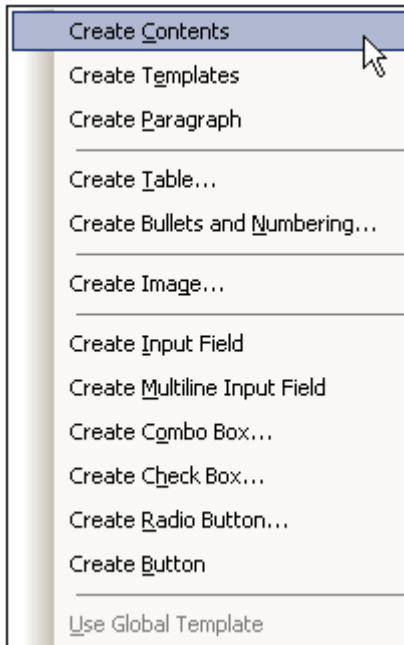 Create Contents
Create Templates
Create Paragraph
Create Table...
Create Bullets and Numbering...
Create Image...
Create Input Field
Create Multiline Input Field
Create Combo Box...
Create Check Box...
Create Radio Button...
Create Button
Use Global Template